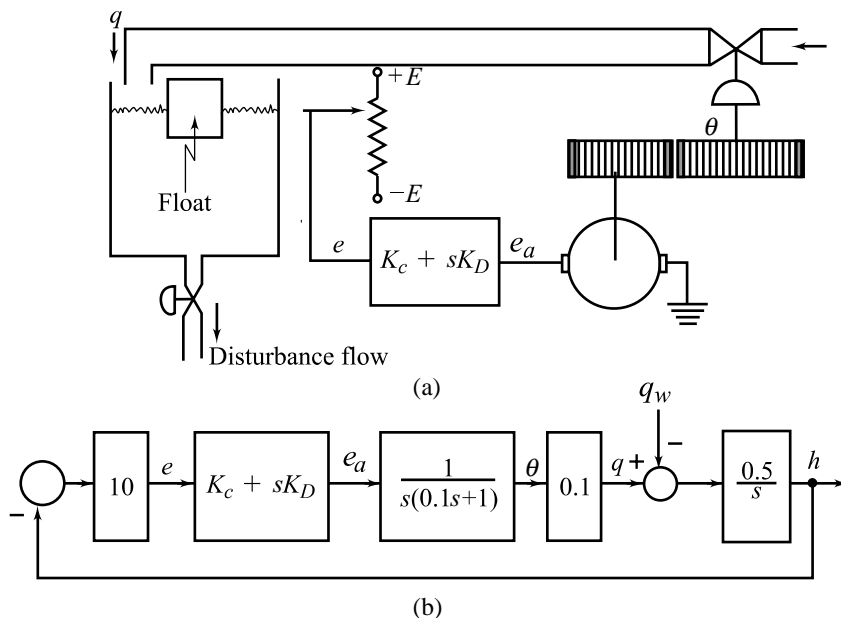 q
+E
θ
−E
Float
e
K_c + sK_D
e_a
Disturbance flow
(a)
q_w
−
10
e
K_c + sK_D
e_a
1
s(0.1s+1)
θ
0.1
q
+
0.5
s
h
−
(b)